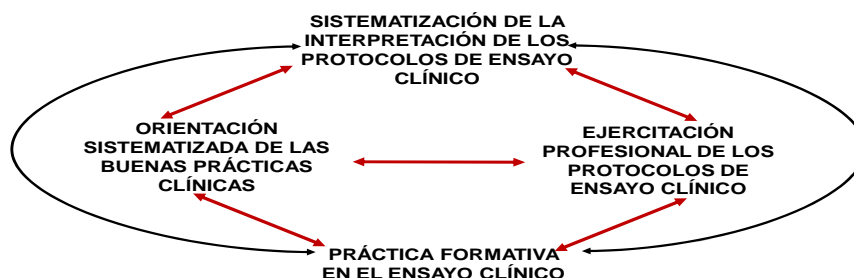 SISTEMATIZACIÓN DE LA
INTERPRETACIÓN DE LOS
PROTOCOLOS DE ENSAYO
CLÍNICO
ORIENTACIÓN
SISTEMATIZADA DE LAS
BUENAS PRÁCTICAS
CLÍNICAS
EJERCITACIÓN
PROFESIONAL DE LOS
PROTOCOLOS DE
ENSAYO CLÍNICO
PRÁCTICA FORMATIVA
EN EL ENSAYO CLÍNICO